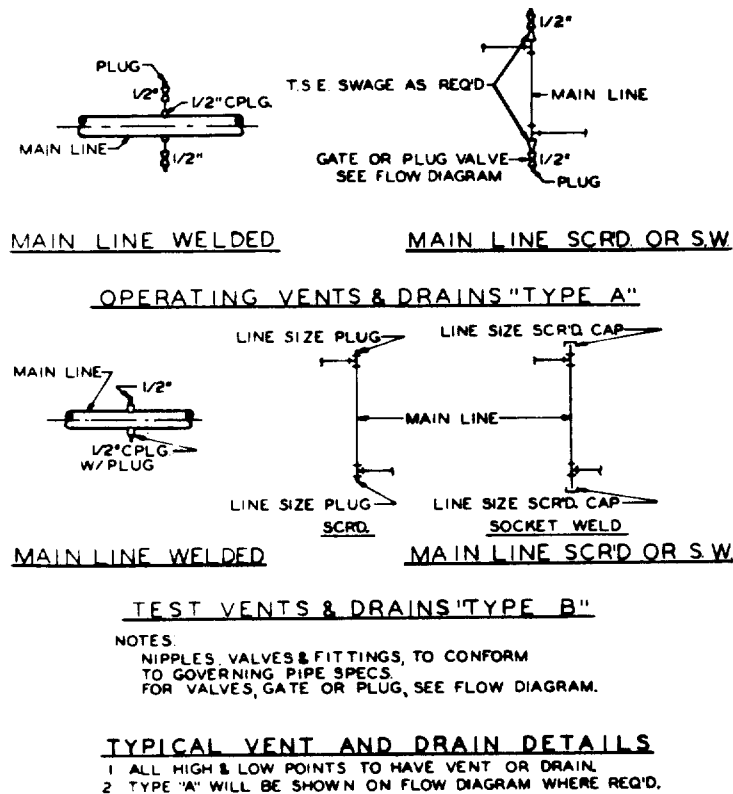 PLUG
1/2"
1/2" CPLG.
MAIN LINE
1/2"
1/2"
T.S.E. SWAGE AS REQ'D
MAIN LINE
GATE OR PLUG VALVE
SEE FLOW DIAGRAM
1/2"
PLUG
MAIN LINE WELDED
MAIN LINE SCR'D. OR S.W.
OPERATING VENTS & DRAINS "TYPE A"
MAIN LINE
1/2"
1/2" CPLG.
W/ PLUG
LINE SIZE PLUG
LINE SIZE SCR'D. CAP
MAIN LINE
LINE SIZE PLUG
SCR'D.
LINE SIZE SCR'D. CAP
SOCKET WELD
MAIN LINE WELDED
MAIN LINE SCR'D OR S.W.
TEST VENTS & DRAINS "TYPE B"
NOTES:
NIPPLES, VALVES & FITTINGS, TO CONFORM
TO GOVERNING PIPE SPECS.
FOR VALVES, GATE OR PLUG, SEE FLOW DIAGRAM.
TYPICAL VENT AND DRAIN DETAILS
1 ALL HIGH & LOW POINTS TO HAVE VENT OR DRAIN.
2 TYPE "A" WILL BE SHOWN ON FLOW DIAGRAM WHERE REQ'D.